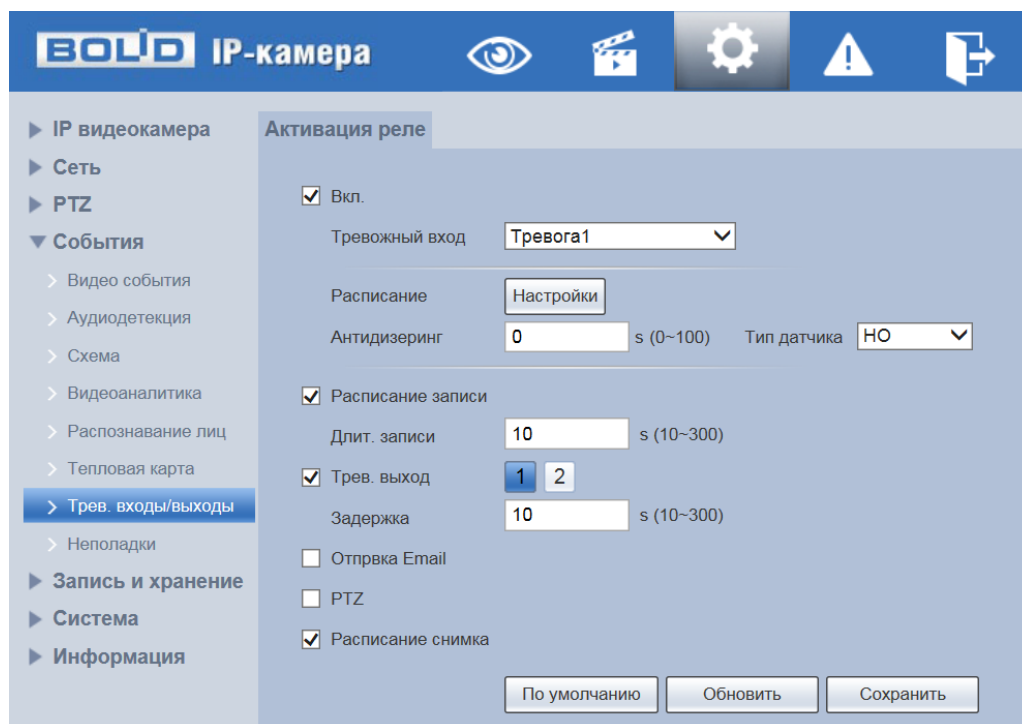 BOLID IP-камера
IP видеокамера
Сеть
PTZ
События
Видео события
Аудиодетекция
Схема
Видеоаналитика
Распознавание лиц
Тепловая карта
Трев. входы/выходы
Неполадки
Запись и хранение
Система
Информация
Активация реле
Вкл.
Тревожный вход Тревога1
Расписание Настройки
Антидизеринг 0 s (0~100) Тип датчика НО
Расписание записи
Длит. записи 10 s (10~300)
Трев. выход 1 2
Задержка 10 s (10~300)
Отпрвка Email
PTZ
Расписание снимка
По умолчанию Обновить Сохранить